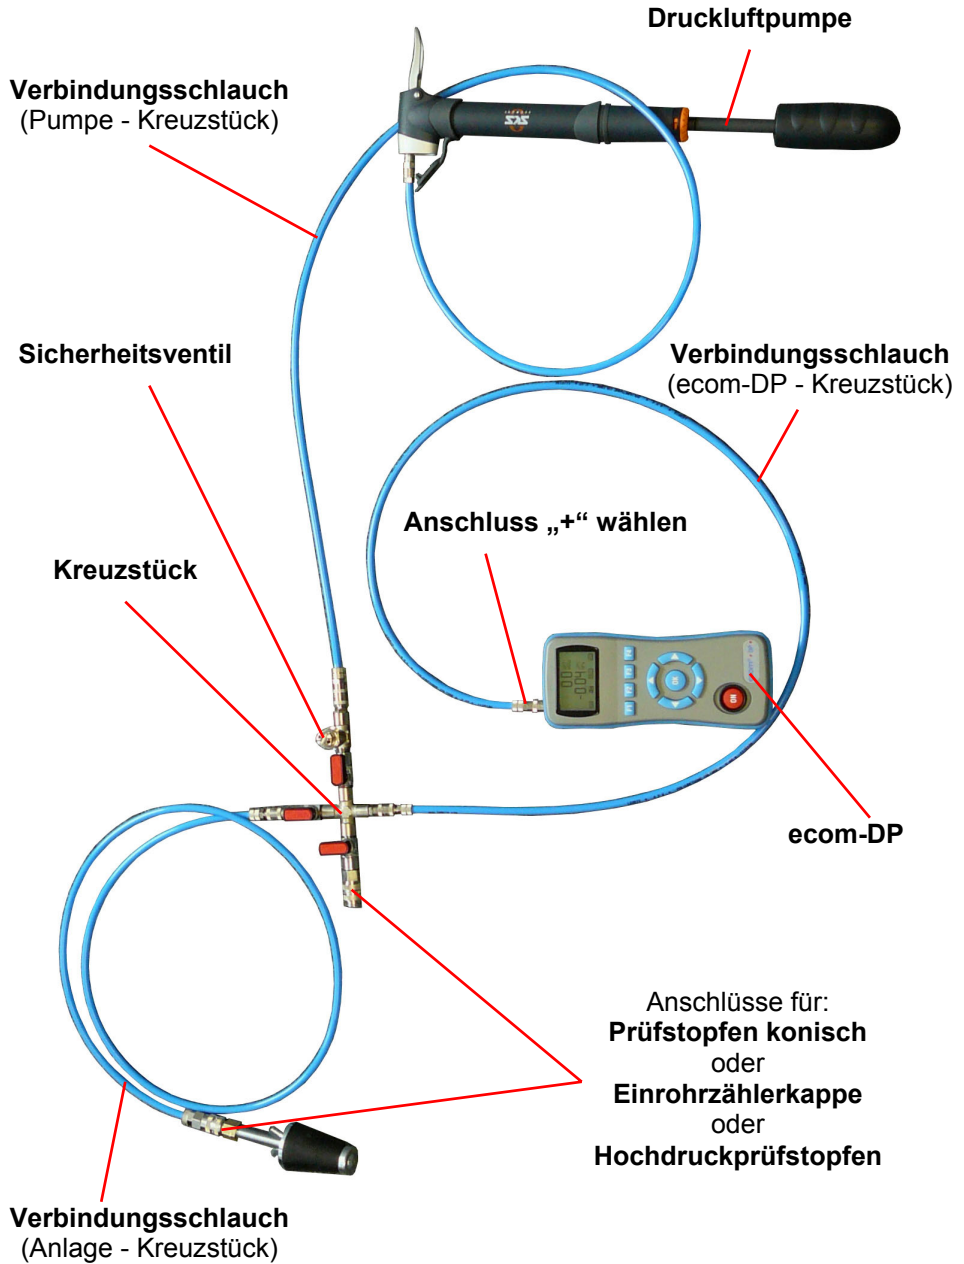 Druckluftpumpe
Verbindungsschlauch
(Pumpe - Kreuzstück)
SKS
Sicherheitsventil
Verbindungsschlauch
(ecom-DP - Kreuzstück)
Anschluss „+“ wählen
Kreuzstück
ecom-DP
Anschlüsse für:
Prüfstopfen konisch
oder
Einrohrzählerkappe
oder
Hochdruckprüfstopfen
Verbindungsschlauch
(Anlage - Kreuzstück)